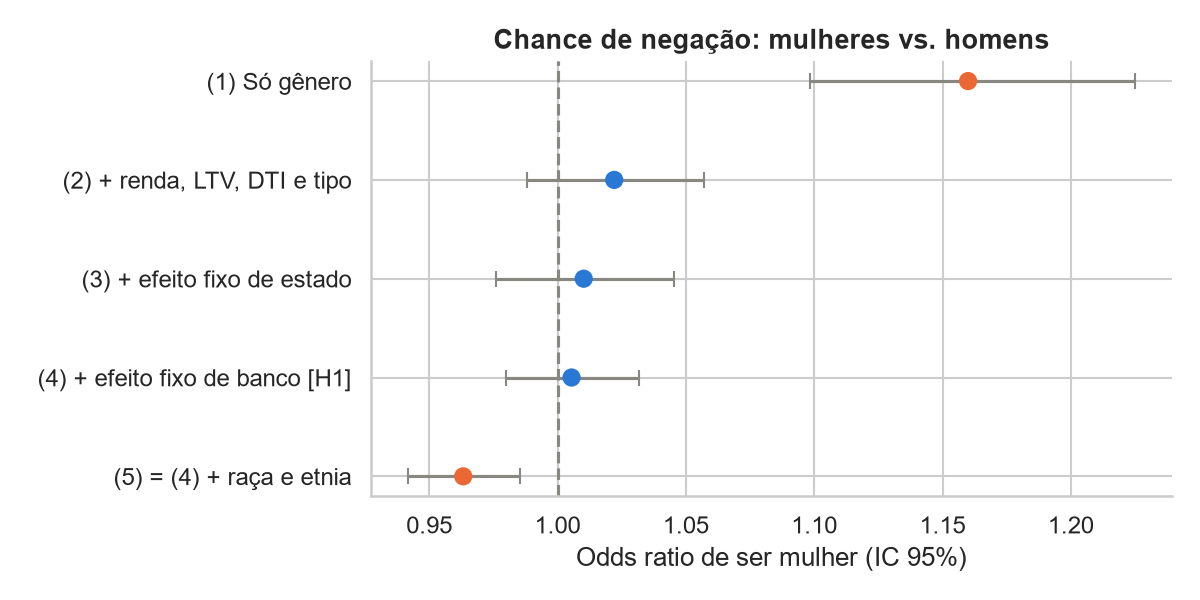 Chance de negação: mulheres vs. homens
(1) Só gênero
(2) + renda, LTV, DTI e tipo
(3) + efeito fixo de estado
(4) + efeito fixo de banco [H1]
(5) = (4) + raça e etnia
0.95 1.00 1.05 1.10 1.15 1.20
Odds ratio de ser mulher (IC 95%)